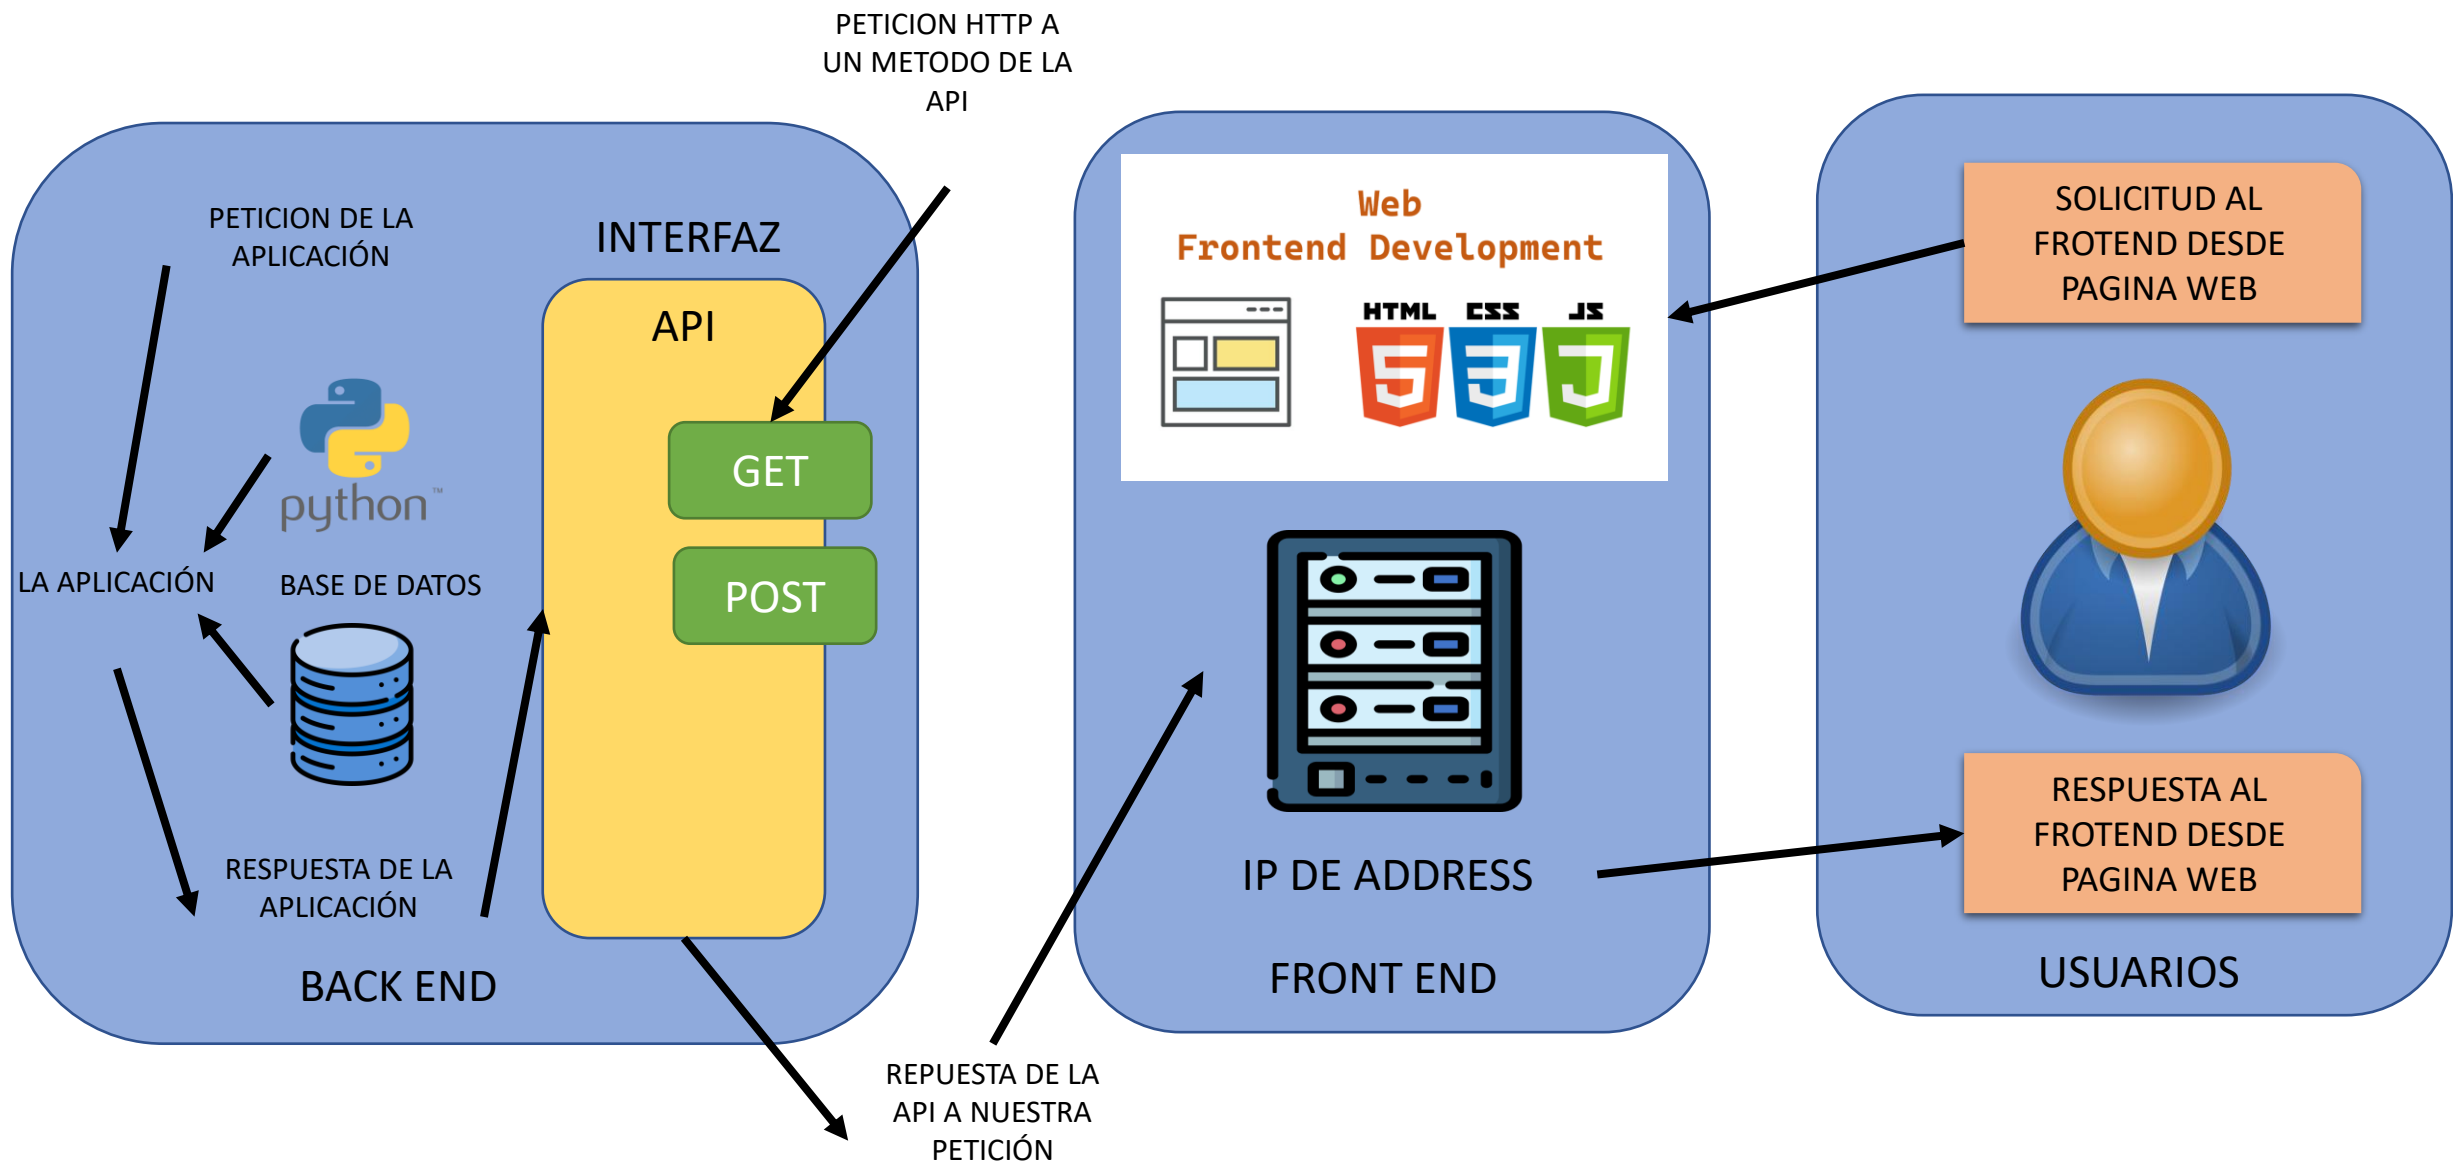 PETICION HTTP A
UN METODO DE LA
API
PETICION DE LA
APLICACIÓN
INTERFAZ
API
GET
POST
python™
LA APLICACIÓN
BASE DE DATOS
RESPUESTA DE LA
APLICACIÓN
BACK END
REPUESTA DE LA
API A NUESTRA
PETICIÓN
Web
Frontend Development
HTML CSS JS
IP DE ADDRESS
FRONT END
SOLICITUD AL
FROTEND DESDE
PAGINA WEB
RESPUESTA AL
FROTEND DESDE
PAGINA WEB
USUARIOS